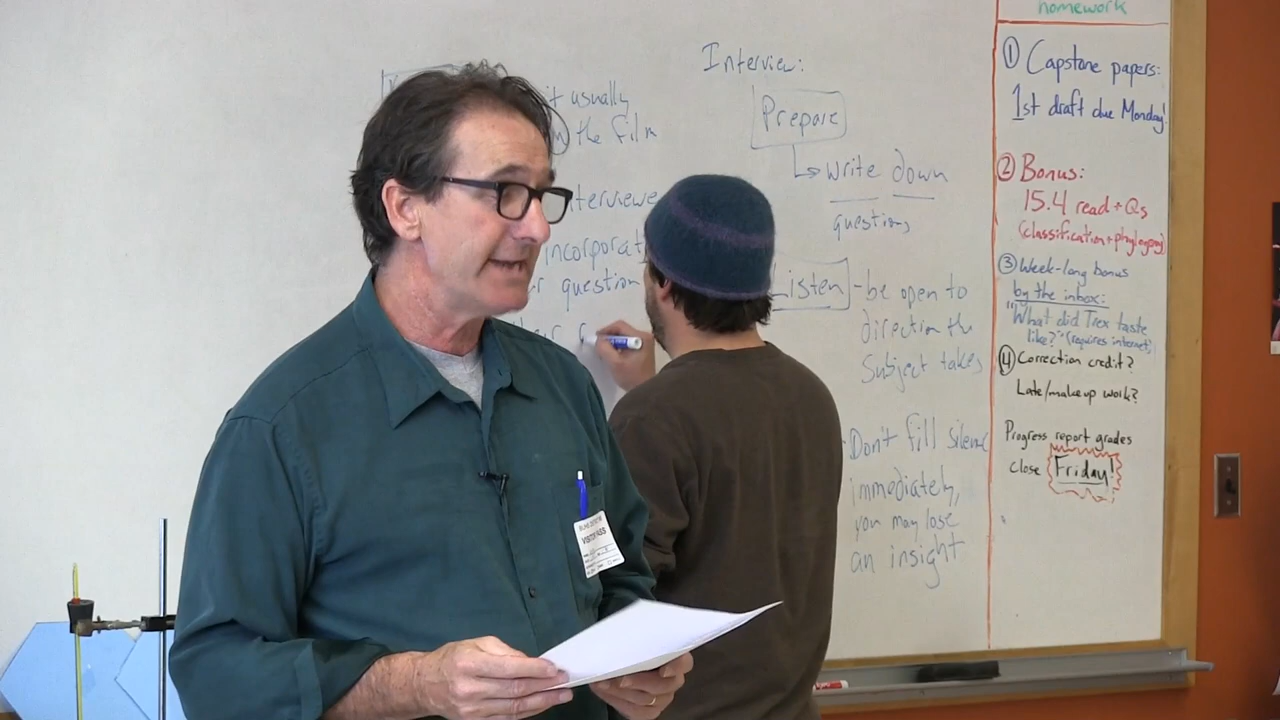 it usually
the film
incorporat
question
Interview:
Prepare
Write down
questions
Listen - be open to
direction the
Subject takes
Don't fill silence
immediately,
you may lose
an insight
homework
① Capstone papers:
1st draft due Monday!
② Bonus:
15.4 read + Qs
(classification + phylogeny)
③ Week-long bonus
by the inbox:
"What did Trex taste
like?" (requires internet)
④ Correction credit?
Late/makeup work?
Progress report grades
close Friday!
VISITOR PASS